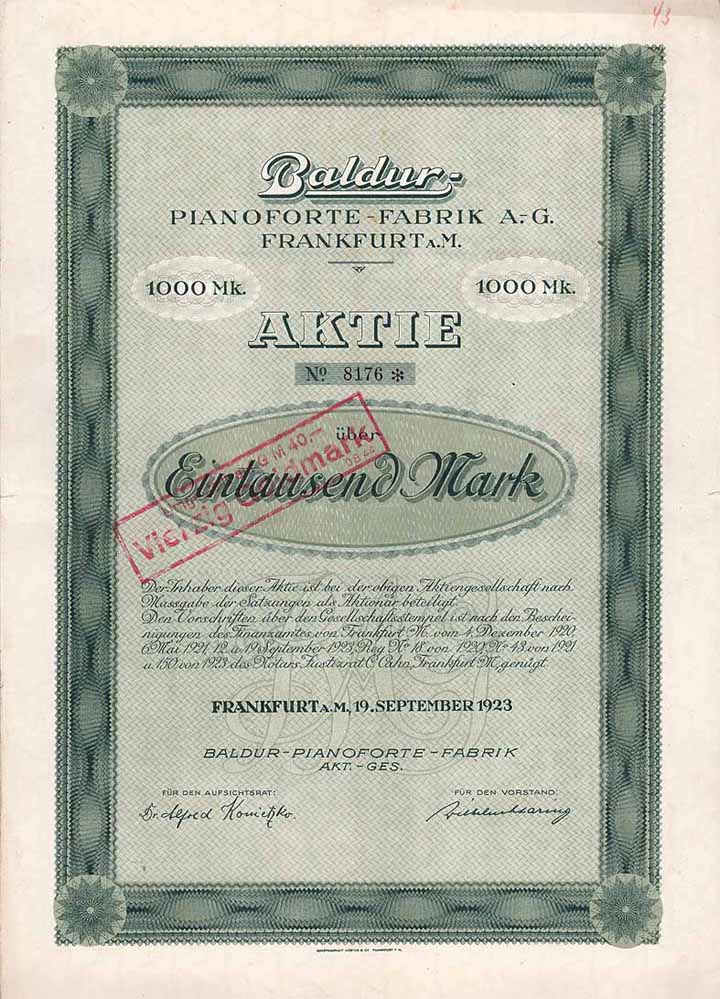 43
Baldur-
PIANOFORTE-FABRIK A.-G.
FRANKFURT A.M.
1000 Mk. 1000 Mk.
AKTIE
No 8176 *
über
Eintausend Mark
G M 40.-
Vierzig Goldmark
Der Inhaber dieser Aktie ist bei der obigen Aktiengesellschaft nach
Massgabe der Satzungen als Aktionär beteiligt.
Den Vorschriften über den Gesellschaftsstempel ist nach den Beschei-
nigungen des Finanzamtes von Frankfurt M. vom 4. Dezember 1920
6. Mai 1921, 12. u. 19. September 1923, Reg. No 18 von 1920, No 43 von 1921
u. 150 von 1923 des Notars Justizrat C. Cahn, Frankfurt M., genügt.
FRANKFURT A.M., 19. SEPTEMBER 1923
BALDUR-PIANOFORTE-FABRIK
AKT.-GES.
FÜR DEN AUFSICHTSRAT: FÜR DEN VORSTAND:
Dr. Alfred Konietzko.